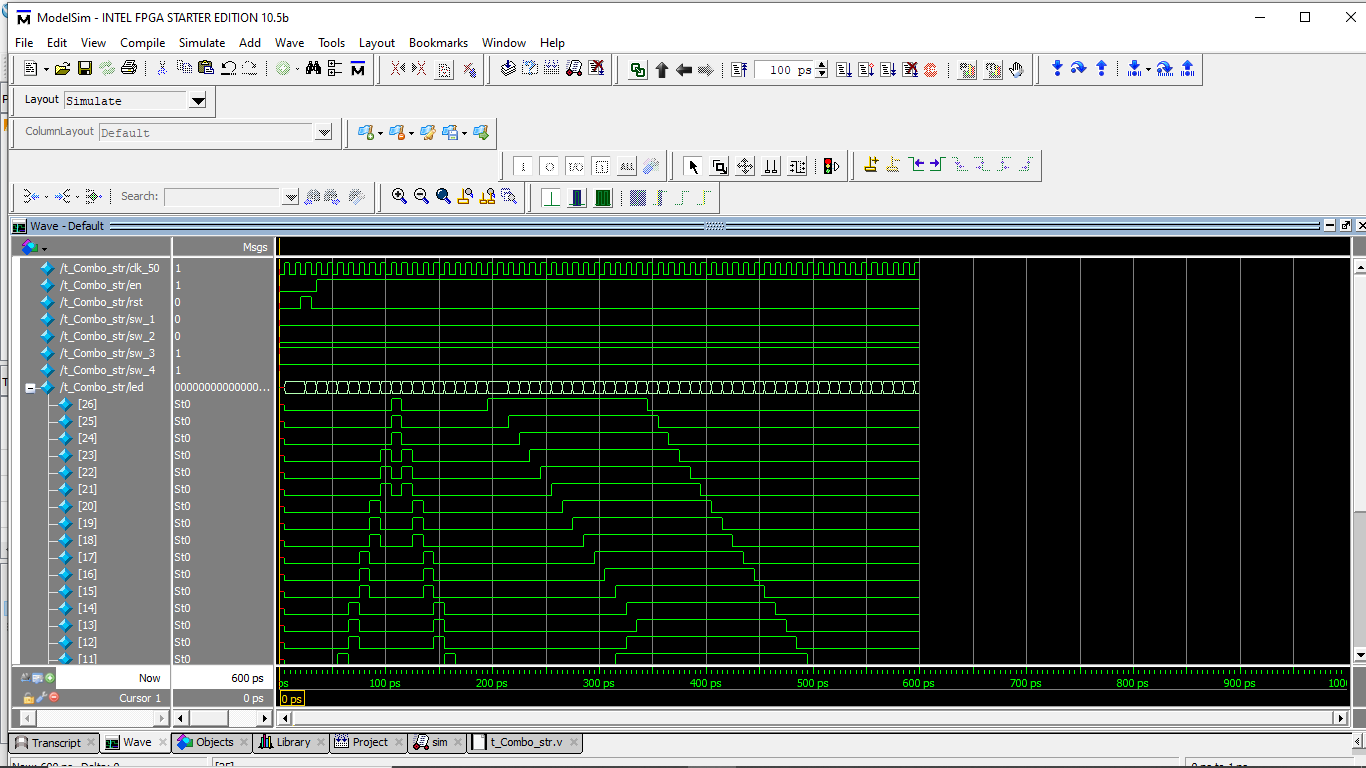 ModelSim - INTEL FPGA STARTER EDITION 10.5b
File Edit View Compile Simulate Add Wave Tools Layout Bookmarks Window Help
100 ps
Layout Simulate
ColumnLayout Default
ALL
Search:
Wave - Default
Msgs
/t_Combo_str/clk_50 1
/t_Combo_str/en 1
/t_Combo_str/rst 0
/t_Combo_str/sw_1 0
/t_Combo_str/sw_2 0
/t_Combo_str/sw_3 1
/t_Combo_str/sw_4 1
/t_Combo_str/led 00000000000000...
[26] St0
[25] St0
[24] St0
[23] St0
[22] St0
[21] St0
[20] St0
[19] St0
[18] St0
[17] St0
[16] St0
[15] St0
[14] St0
[13] St0
[12] St0
[11] St0
Now 600 ps ps 100 ps 200 ps 300 ps 400 ps 500 ps 600 ps 700 ps 800 ps 900 ps 1000
Cursor 1 0 ps 0 ps
Transcript Wave Objects Library Project sim t_Combo_str.v